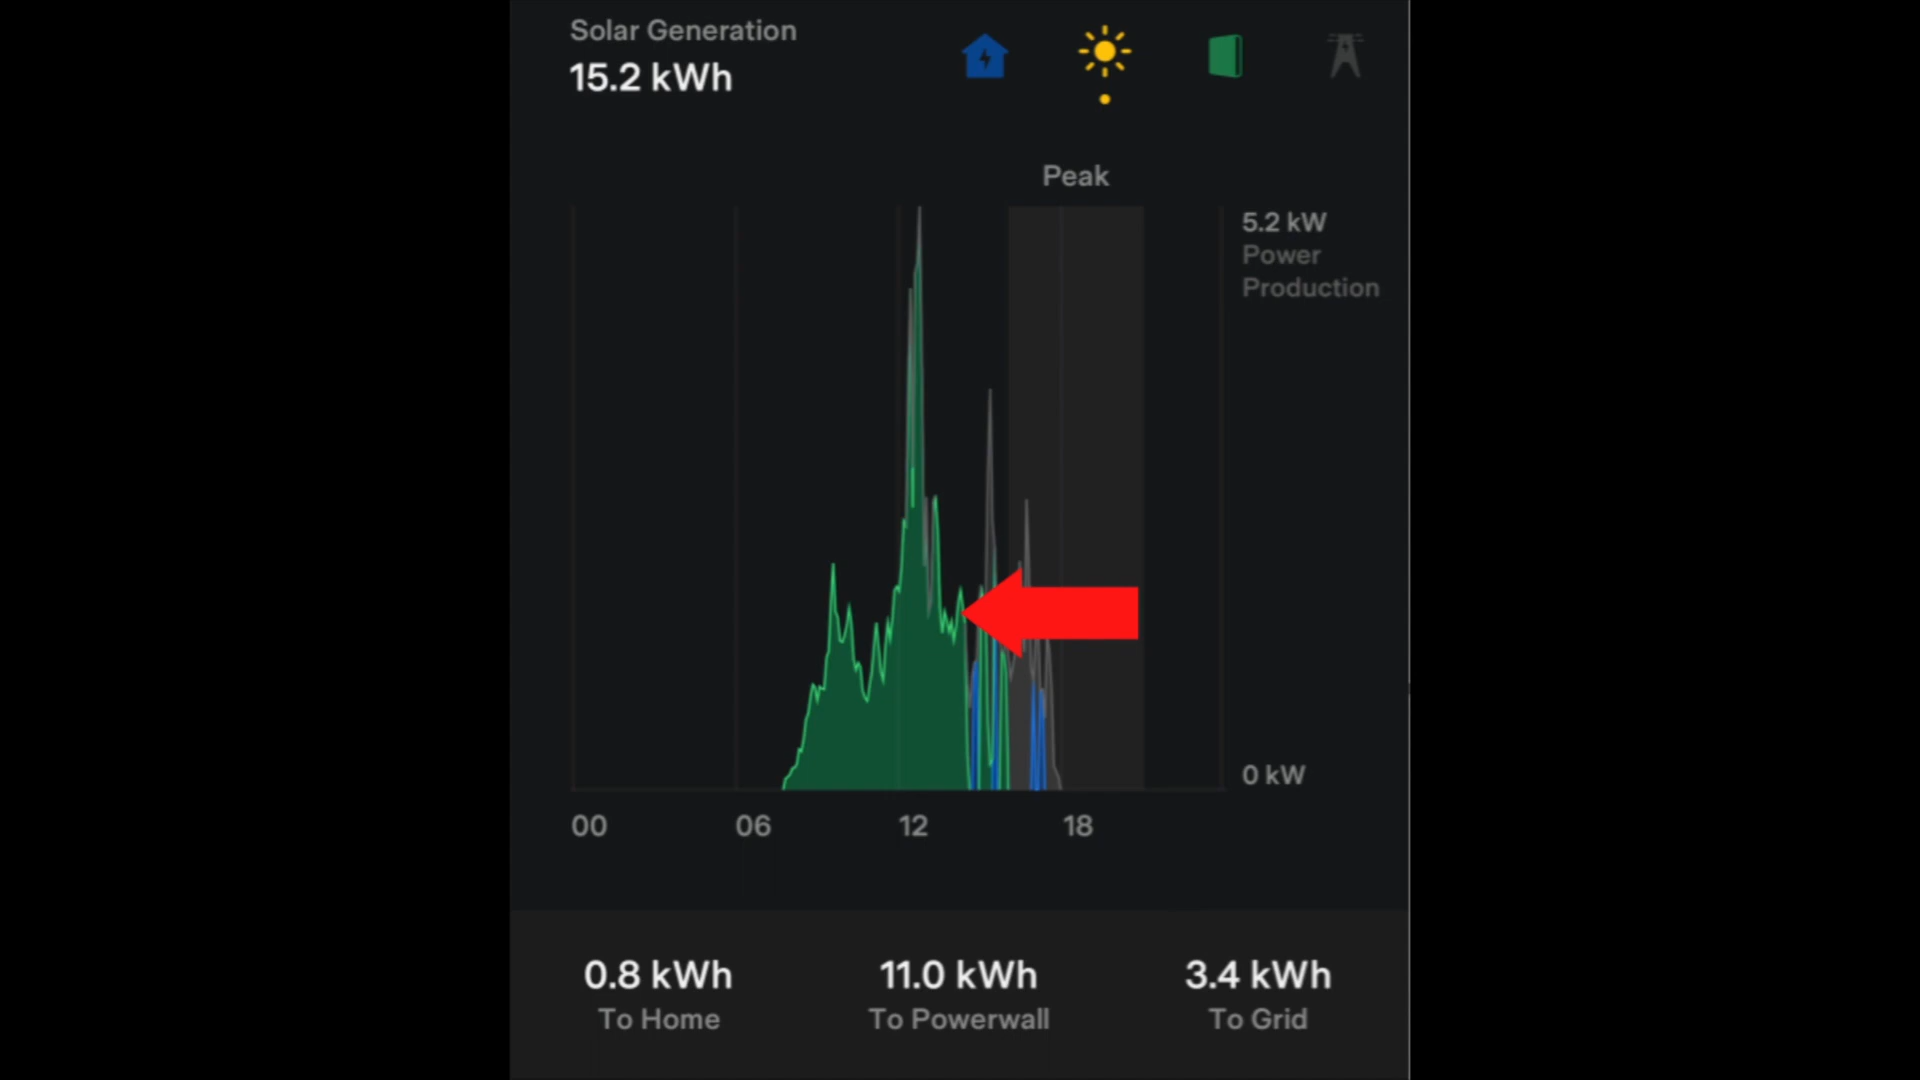 Solar Generation
15.2 kWh
Peak
5.2 kW
Power
Production
0 kW
00 06 12 18
0.8 kWh 11.0 kWh 3.4 kWh
To Home To Powerwall To Grid